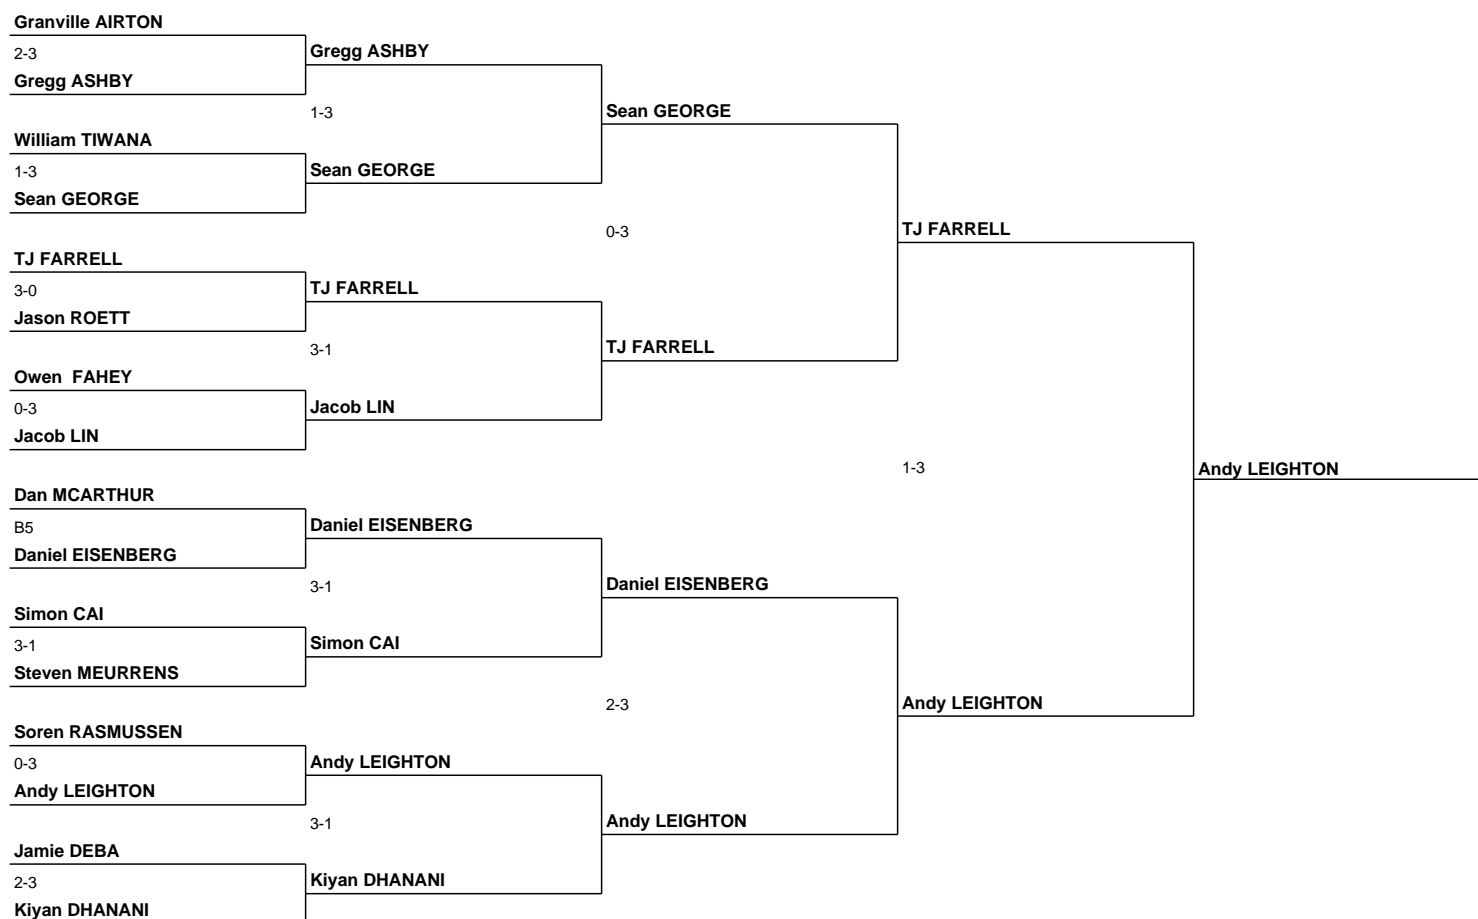 Granville AIRTON
2-3
Gregg ASHBY
Gregg ASHBY
1-3
Sean GEORGE
William TIWANA
1-3
Sean GEORGE
Sean GEORGE
0-3
TJ FARRELL
TJ FARRELL
3-0
Jason ROETT
TJ FARRELL
3-1
TJ FARRELL
Owen  FAHEY
0-3
Jacob LIN
Jacob LIN
1-3
Andy LEIGHTON
Dan MCARTHUR
B5
Daniel EISENBERG
Daniel EISENBERG
3-1
Daniel EISENBERG
Simon CAI
3-1
Steven MEURRENS
Simon CAI
2-3
Andy LEIGHTON
Soren RASMUSSEN
0-3
Andy LEIGHTON
Andy LEIGHTON
3-1
Andy LEIGHTON
Jamie DEBA
2-3
Kiyan DHANANI
Kiyan DHANANI